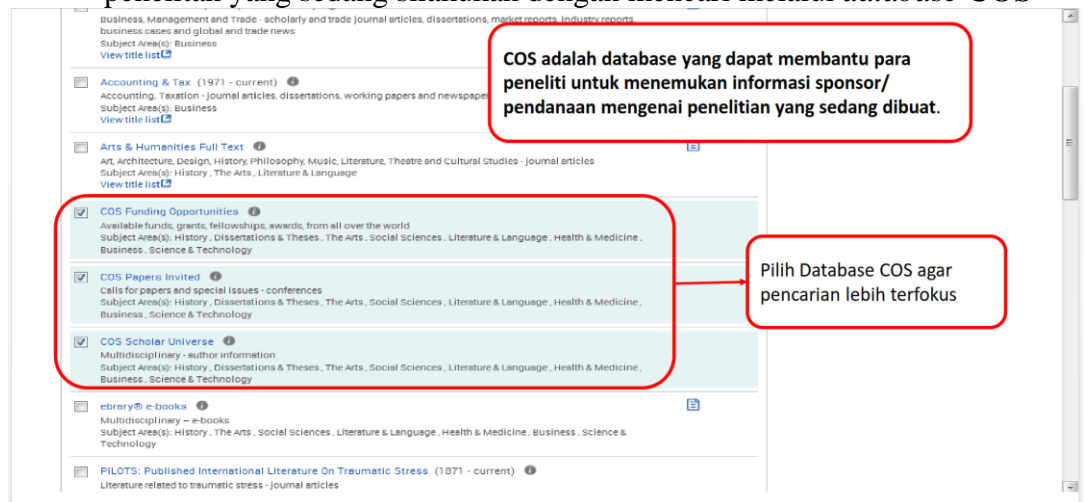 penelitian yang sedang dilakukan dengan mencari melalui database COS
Business, Management and Trade - scholarly and trade journal articles, dissertations, market reports, industry reports,
business cases and global and trade news
Subject Area(s): Business
View title list
COS adalah database yang dapat membantu para
peneliti untuk menemukan informasi sponsor/
pendanaan mengenai penelitian yang sedang dibuat.
Accounting & Tax (1971 - current)
Accounting, Taxation - journal articles, dissertations, working papers and newspape
Subject Area(s): Business
View title list
Arts & Humanities Full Text
Art, Architecture, Design, History, Philosophy, Music, Literature, Theatre and Cultural Studies - journal articles
Subject Area(s): History , The Arts , Literature & Language
View title list
COS Funding Opportunities
Available funds, grants, fellowships, awards, from all over the world
Subject Area(s): History , Dissertations & Theses , The Arts , Social Sciences , Literature & Language , Health & Medicine ,
Business , Science & Technology
COS Papers Invited
Calls for papers and special issues - conferences
Subject Area(s): History , Dissertations & Theses , The Arts , Social Sciences , Literature & Language , Health & Medicine ,
Business , Science & Technology
Pilih Database COS agar
pencarian lebih terfokus
COS Scholar Universe
Multidisciplinary - author information
Subject Area(s): History , Dissertations & Theses , The Arts , Social Sciences , Literature & Language , Health & Medicine ,
Business , Science & Technology
ebrary® e-books
Multidisciplinary – e-books
Subject Area(s): History , The Arts , Social Sciences , Literature & Language , Health & Medicine , Business , Science &
Technology
PILOTS: Published International Literature On Traumatic Stress (1871 - current)
Literature related to traumatic stress - journal articles